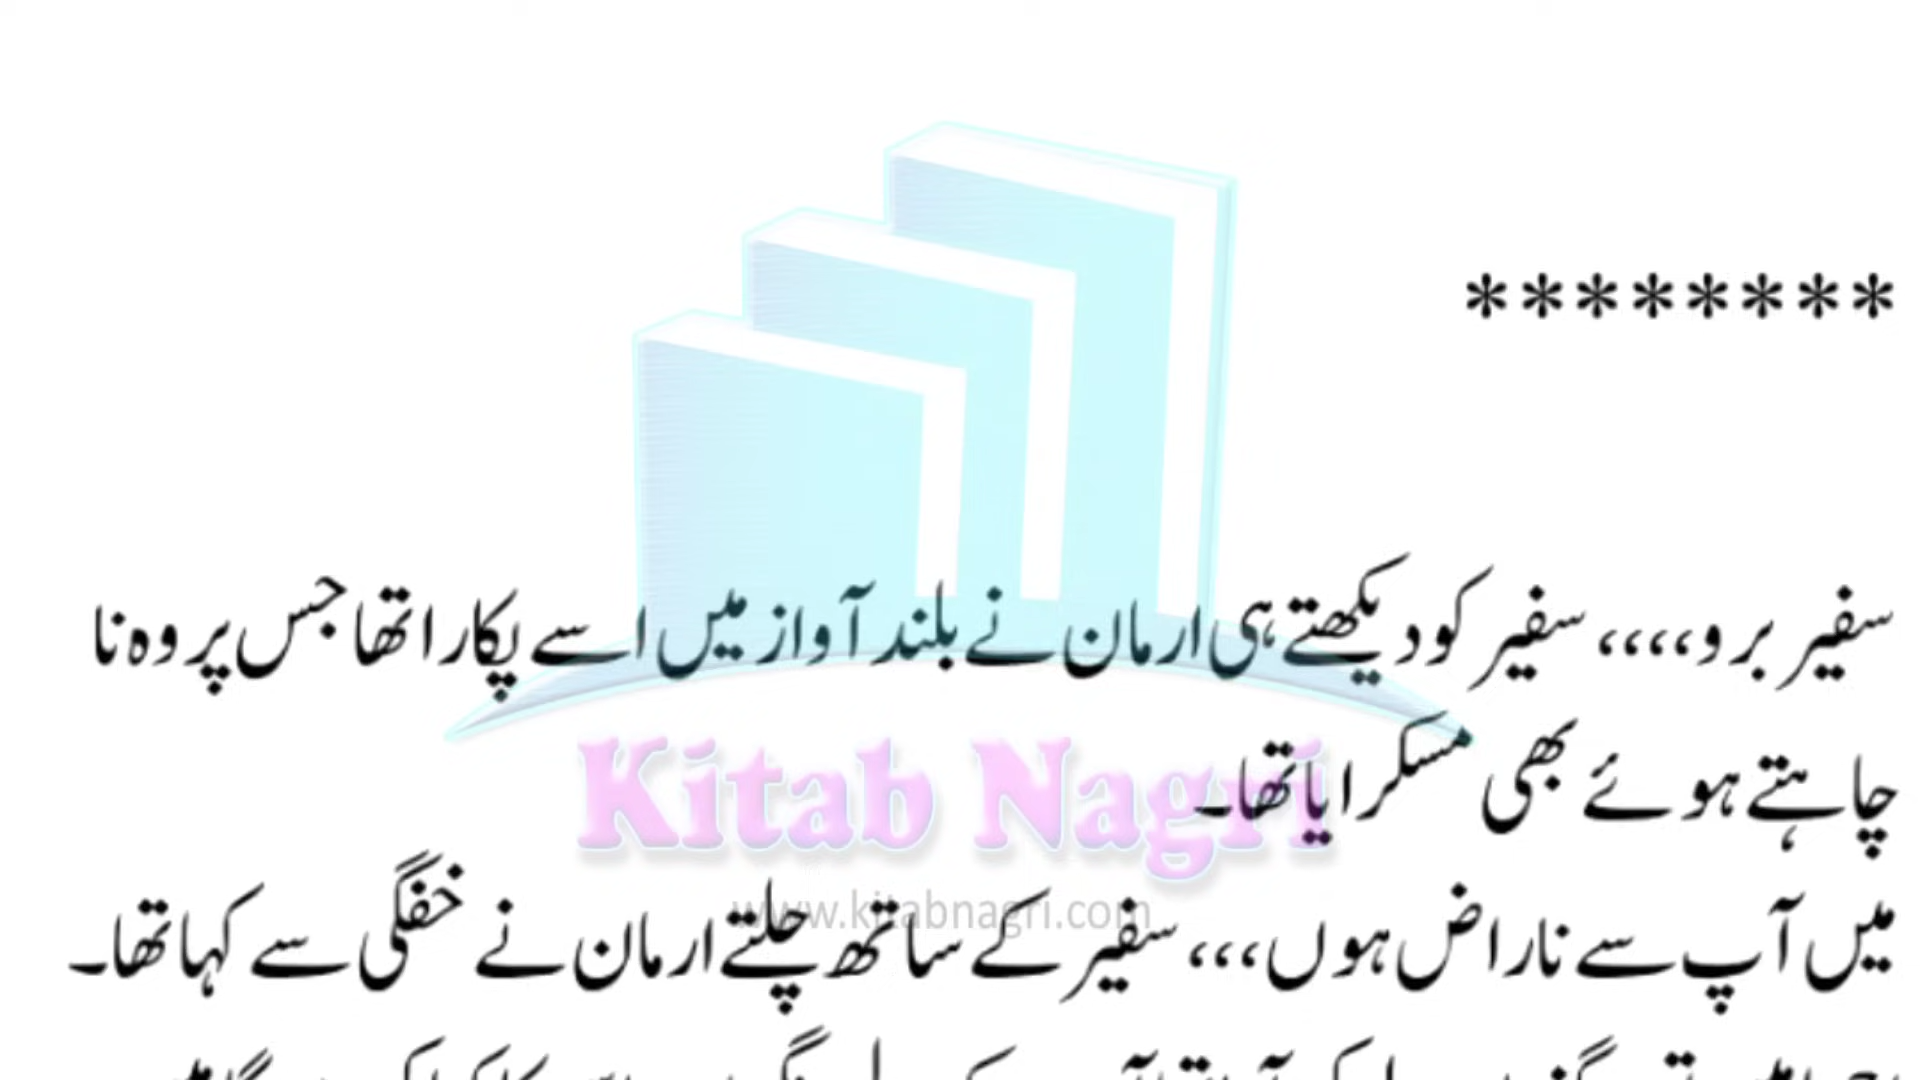 ********
سفیر برو،،،، سفیر کو دیکھتے ہی ارمان نے بلند آواز میں اسے پکارا تھا جس پر وہ نا
چاہتے ہوئے بھی مسکرایا تھا۔
Kitab Nagri
www.kitabnagri.com
میں آپ سے ناراض ہوں،،، سفیر کے ساتھ چلتے ارمان نے خفگی سے کہا تھا۔